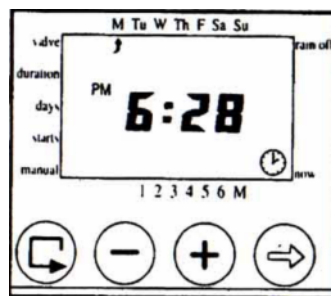 M Tu W Th F Sa Su
valve
rain off
duration
days
PM
6:28
starts
manual
now
1 2 3 4 5 6 M
− +